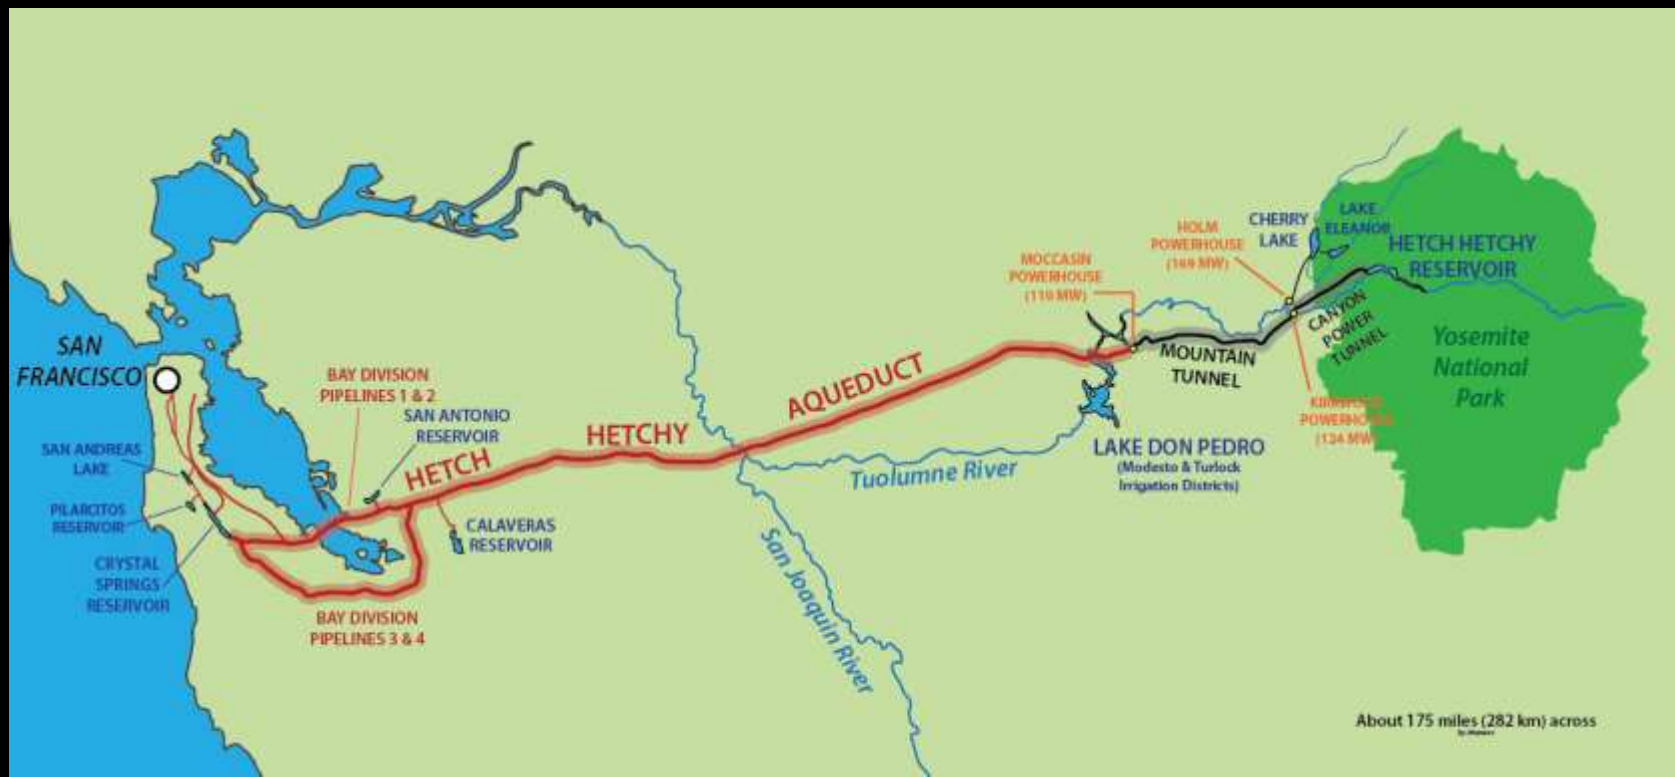 SAN
FRANCISCO
SAN ANDREAS
LAKE
PILARCITOS
RESERVOIR
CRYSTAL
SPRINGS
RESERVOIR
BAY DIVISION
PIPELINES 1 & 2
SAN ANTONIO
RESERVOIR
CALAVERAS
RESERVOIR
BAY DIVISION
PIPELINES 3 & 4
HETCH
HETCHY
AQUEDUCT
Tuolumne River
San Joaquin River
MOCCASIN
POWERHOUSE
(110 MW)
LAKE DON PEDRO
(Modesto & Turlock
Irrigation Districts)
MOUNTAIN
TUNNEL
HOLM
POWERHOUSE
(169 MW)
CHERRY
LAKE
LAKE
ELEANOR
HETCH HETCHY
RESERVOIR
CANYON
POWER
TUNNEL
KIRKWOOD
POWERHOUSE
(124 MW)
Yosemite
National
Park
About 175 miles (282 km) across